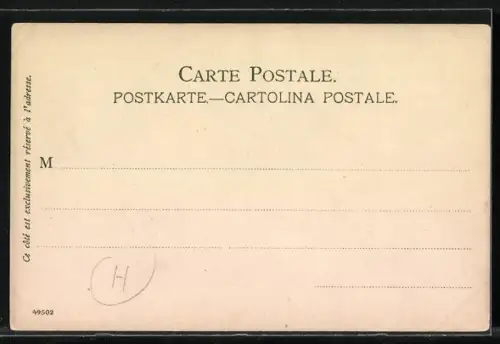 CARTE POSTALE.
POSTKARTE.—CARTOLINA POSTALE.
Ce côté est exclusivement réservé à l'adresse.
M
H
49502